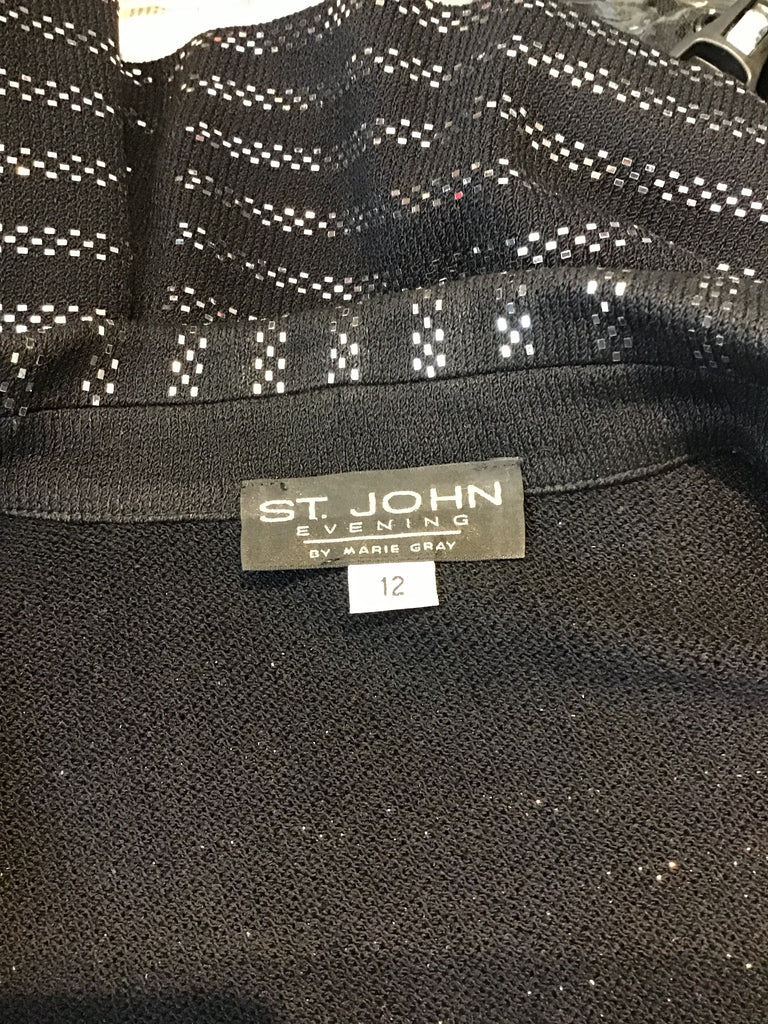 ST. JOHN
EVENING
BY MARIE GRAY
12